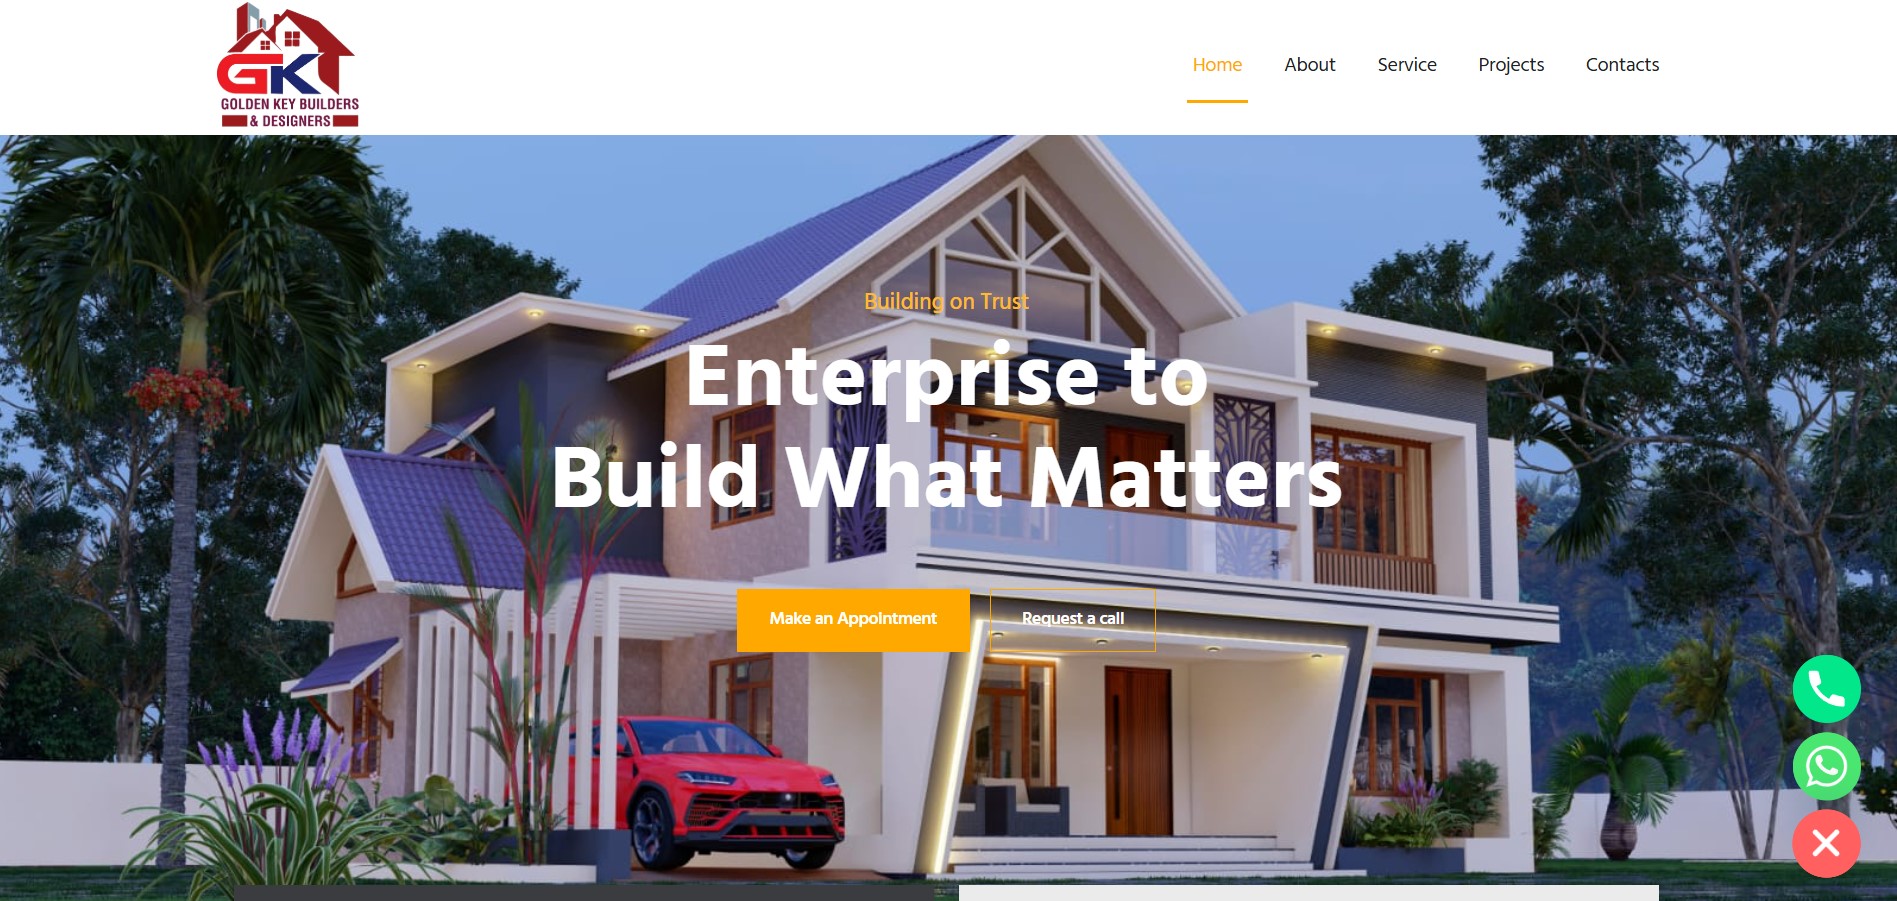 GK
GOLDEN KEY BUILDERS
& DESIGNERS
Home About Service Projects Contacts
Building on Trust
Enterprise to
Build What Matters
Make an Appointment Request a call